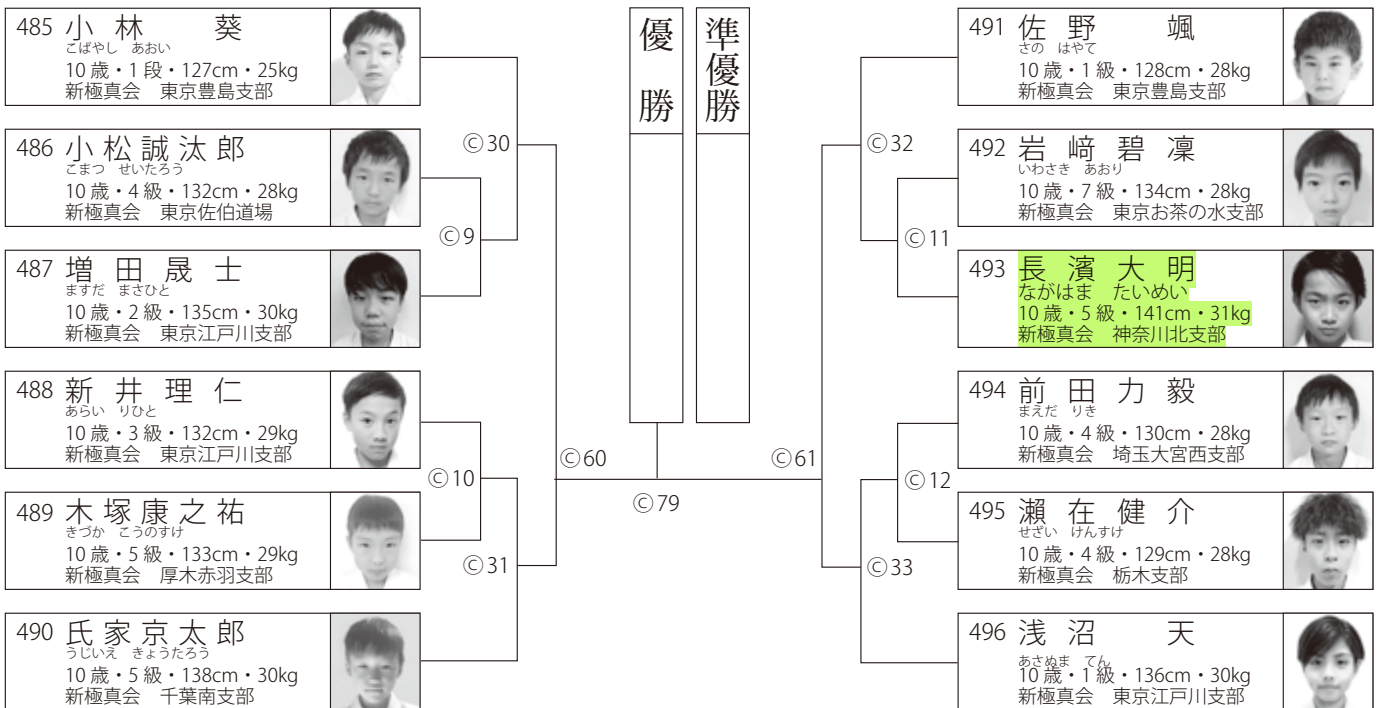 485 小林 葵
こばやし あおい
10歳・1段・127cm・25kg
新極真会 東京豊島支部
486 小松誠汰郎
こまつ せいたろう
10歳・4級・132cm・28kg
新極真会 東京佐伯道場
487 増田晟士
ますだ まさひと
10歳・2級・135cm・30kg
新極真会 東京江戸川支部
488 新井理仁
あらい りひと
10歳・3級・132cm・29kg
新極真会 東京江戸川支部
489 木塚康之祐
きづか こうのすけ
10歳・5級・133cm・29kg
新極真会 厚木赤羽支部
490 氏家京太郎
うじいえ きょうたろう
10歳・5級・138cm・30kg
新極真会 千葉南支部
Ⓒ30
Ⓒ9
Ⓒ10
Ⓒ31
Ⓒ60
優勝
準優勝
Ⓒ79
Ⓒ61
Ⓒ32
Ⓒ11
Ⓒ12
Ⓒ33
491 佐野 颯
さの はやて
10歳・1級・128cm・28kg
新極真会 東京豊島支部
492 岩﨑碧凜
いわさき あおり
10歳・7級・134cm・28kg
新極真会 東京お茶の水支部
493 長濱大明
ながはま たいめい
10歳・5級・141cm・31kg
新極真会 神奈川北支部
494 前田力毅
まえだ りき
10歳・4級・130cm・28kg
新極真会 埼玉大宮西支部
495 瀬在健介
せざい けんすけ
10歳・4級・129cm・28kg
新極真会 栃木支部
496 浅沼 天
あさぬま てん
10歳・1級・136cm・30kg
新極真会 東京江戸川支部